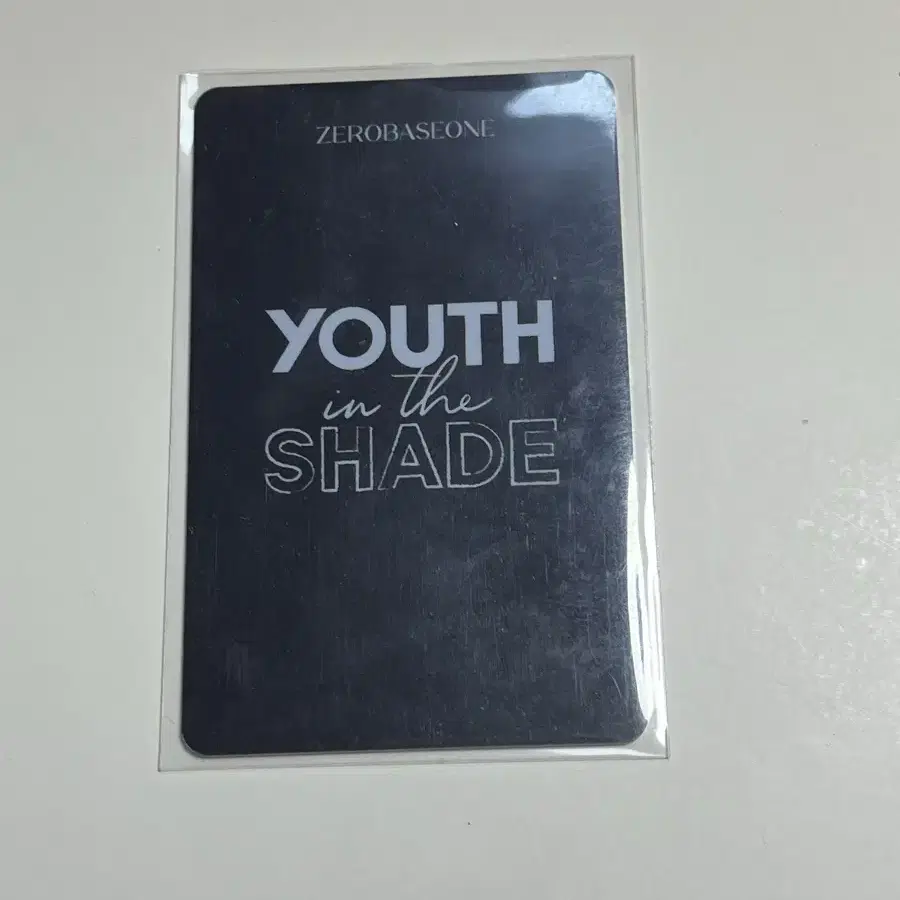 ZEROBASEONE
YOUTH
in the
SHADE